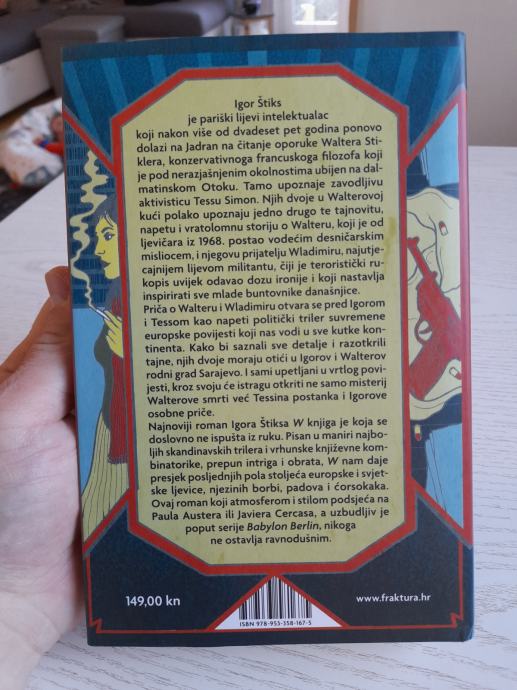 Igor Štiks
je pariški lijevi intelektualac
koji nakon više od dvadeset pet godina ponovo
dolazi na Jadran na čitanje oporuke Waltera Sti-
klera, konzervativnoga francuskoga filozofa koji
je pod nerazjašnjenim okolnostima ubijen na dal-
matinskom Otoku. Tamo upoznaje zavodljivu
aktivisticu Tessu Simon. Njih dvoje u Walterovoj
kući polako upoznaju jedno drugo te tajnovitu,
napetu i vratolomnu storiju o Walteru, koji je od
ljevičara iz 1968. postao vodećim desničarskim
misliocem, i njegovu prijatelju Wladimiru, najutje-
cajnijem lijevom militantu, čiji je teroristički ru-
kopis uvijek odavao dozu ironije i koji nastavlja
inspirirati sve mlade buntovnike današnjice.
Priča o Walteru i Wladimiru otvara se pred Igorom
i Tessom kao napeti politički triler suvremene
europske povijesti koji nas vodi u sve kutke kon-
tinenta. Kako bi saznali sve detalje i razotkrili
tajne, njih dvoje moraju otići u Igorov i Walterov
rodni grad Sarajevo. I sami upetljani u vrtlog povi-
jesti, kroz svoju će istragu otkriti ne samo misterij
Walterove smrti već Tessina postanka i Igorove
osobne priče.
Najnoviji roman Igora Štiksa W knjiga je koja se
doslovno ne ispušta iz ruku. Pisan u maniri najbo-
ljih skandinavskih trilera i vrhunske književne kom-
binatorike, prepun intriga i obrata, W nam daje
presjek posljednjih pola stoljeća europske i svjet-
ske ljevice, njezinih borbi, padova i ćorsokaka.
Ovaj roman koji atmosferom i stilom podsjeća na
Paula Austera ili Javiera Cercasa, a uzbudljiv je
poput serije Babylon Berlin, nikoga
ne ostavlja ravnodušnim.
149,00 kn
www.fraktura.hr
ISBN 978-953-358-167-5